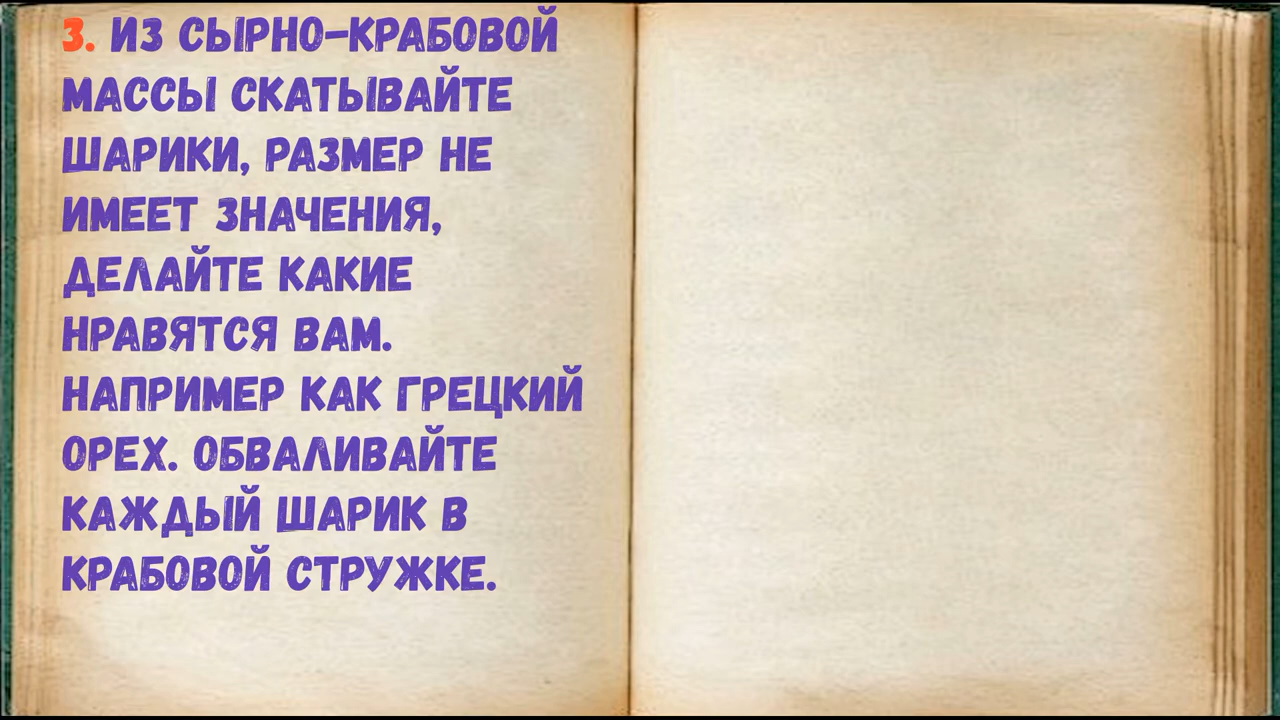 3. ИЗ СЫРНО-КРАБОВОЙ
МАССЫ СКАТЫВАЙТЕ
ШАРИКИ, РАЗМЕР НЕ
ИМЕЕТ ЗНАЧЕНИЯ,
ДЕЛАЙТЕ КАКИЕ
НРАВЯТСЯ ВАМ.
НАПРИМЕР КАК ГРЕЦКИЙ
ОРЕХ. ОБВАЛИВАЙТЕ
КАЖДЫЙ ШАРИК В
КРАБОВОЙ СТРУЖКЕ.